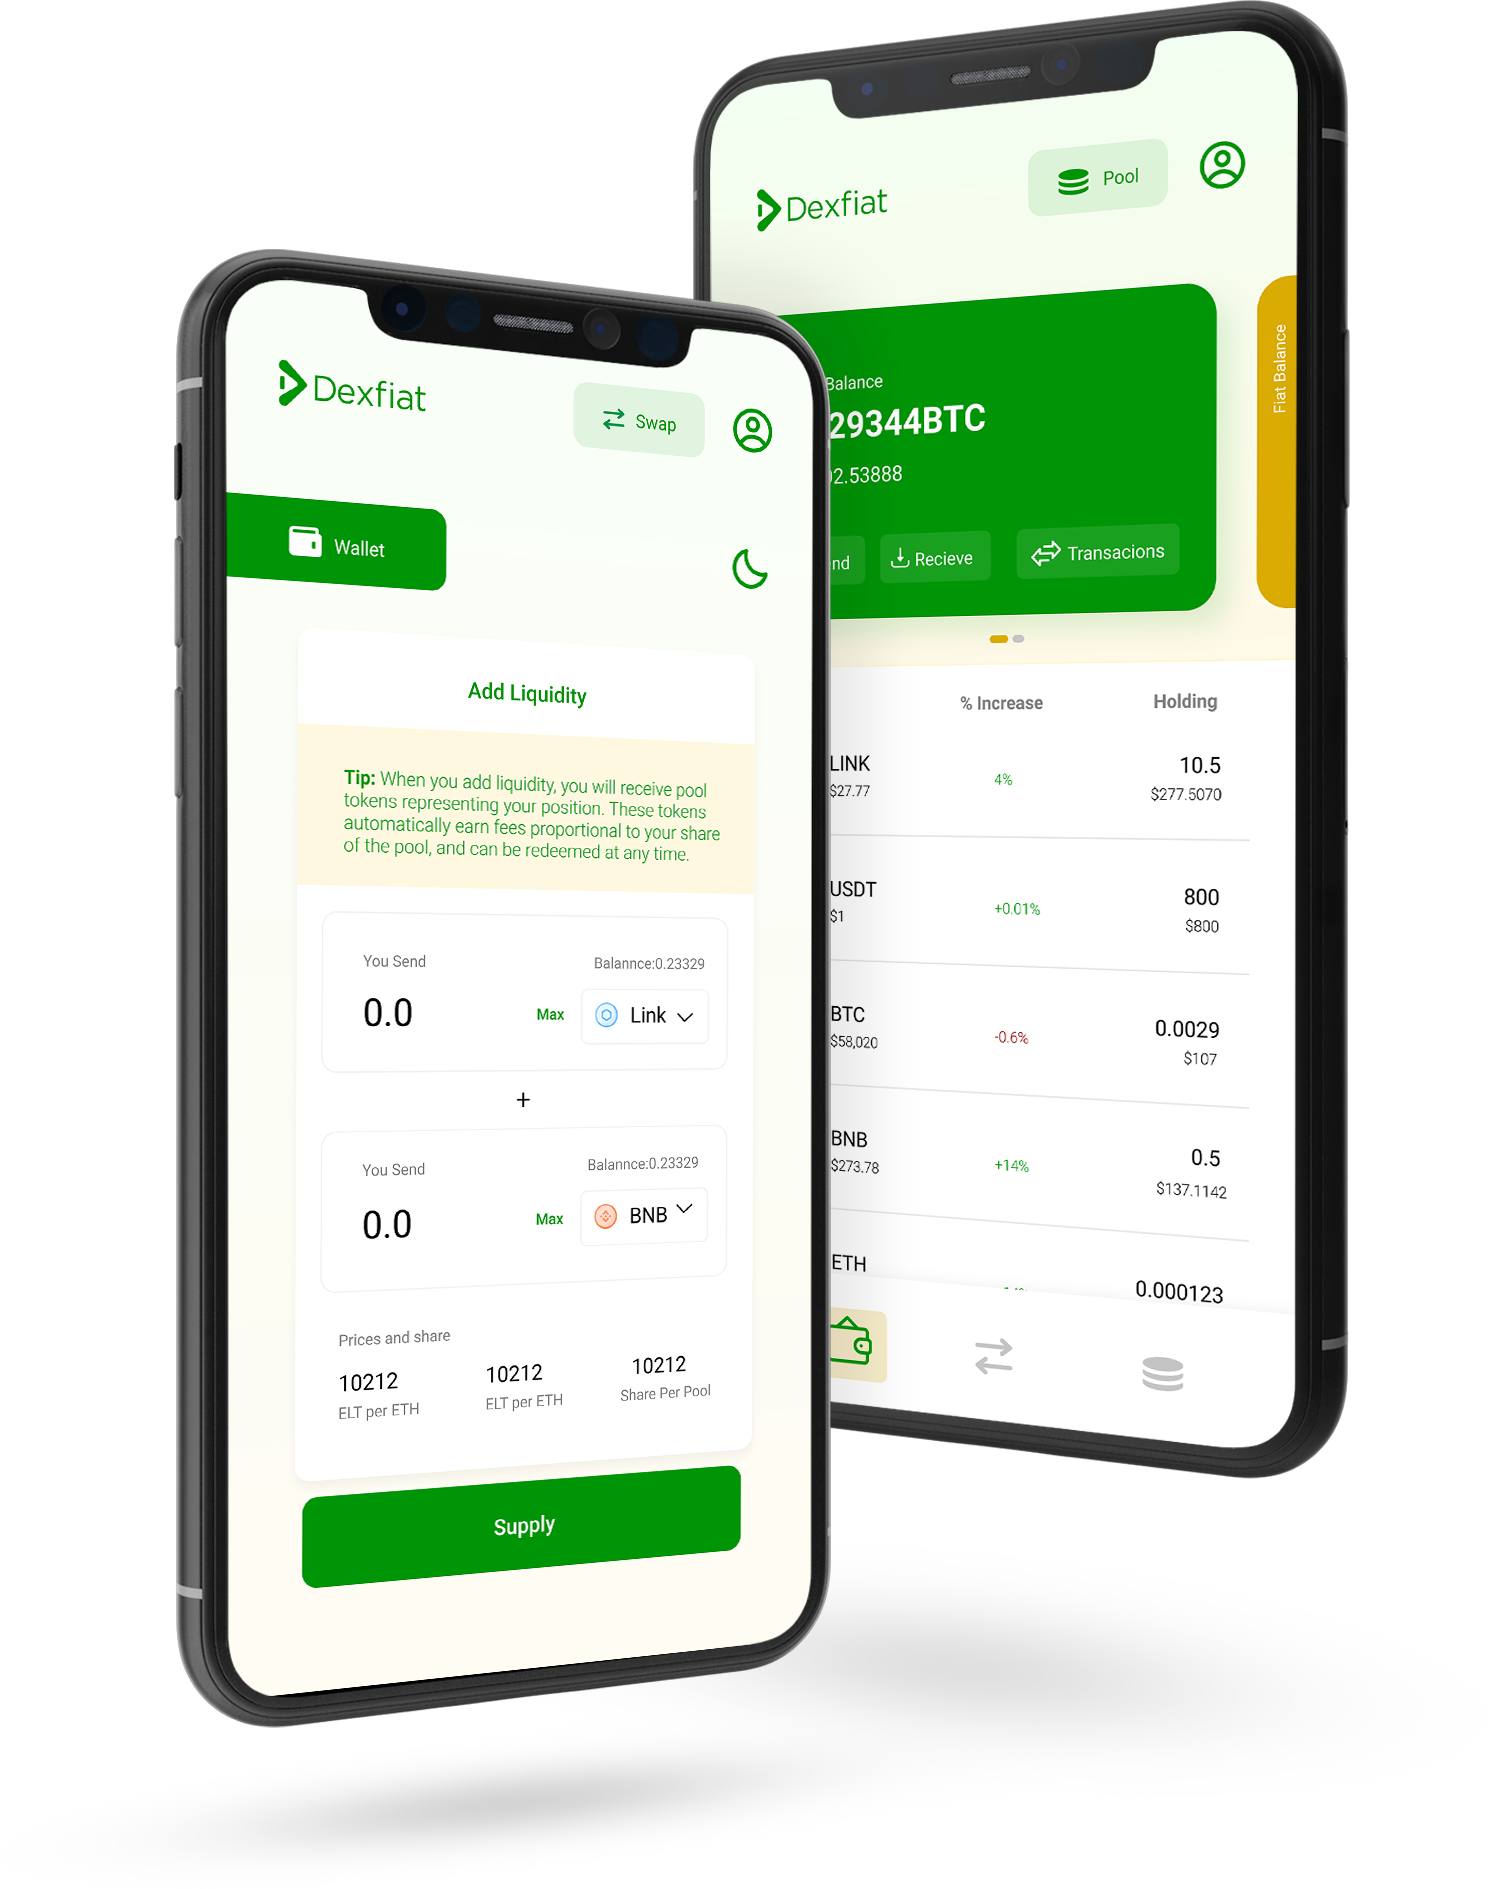 Dexfiat
Swap
Wallet
Add Liquidity
Tip: When you add liquidity, you will receive pool
tokens representing your position. These tokens
automatically earn fees proportional to your share
of the pool, and can be redeemed at any time.
You Send
Balannce:0.23329
0.0
Max
Link
+
You Send
Balannce:0.23329
0.0
Max
BNB
Prices and share
10212
10212
10212
ELT per ETH
ELT per ETH
Share Per Pool
Supply
Dexfiat
Pool
Balance
29344BTC
2.53888
nd
Recieve
Transacions
Fiat Balance
% Increase
Holding
LINK
$27.77
4%
10.5
$277.5070
USDT
$1
+0.01%
800
$800
BTC
$58,020
-0.6%
0.0029
$107
BNB
$273.78
+14%
0.5
$137.1142
ETH
0.000123